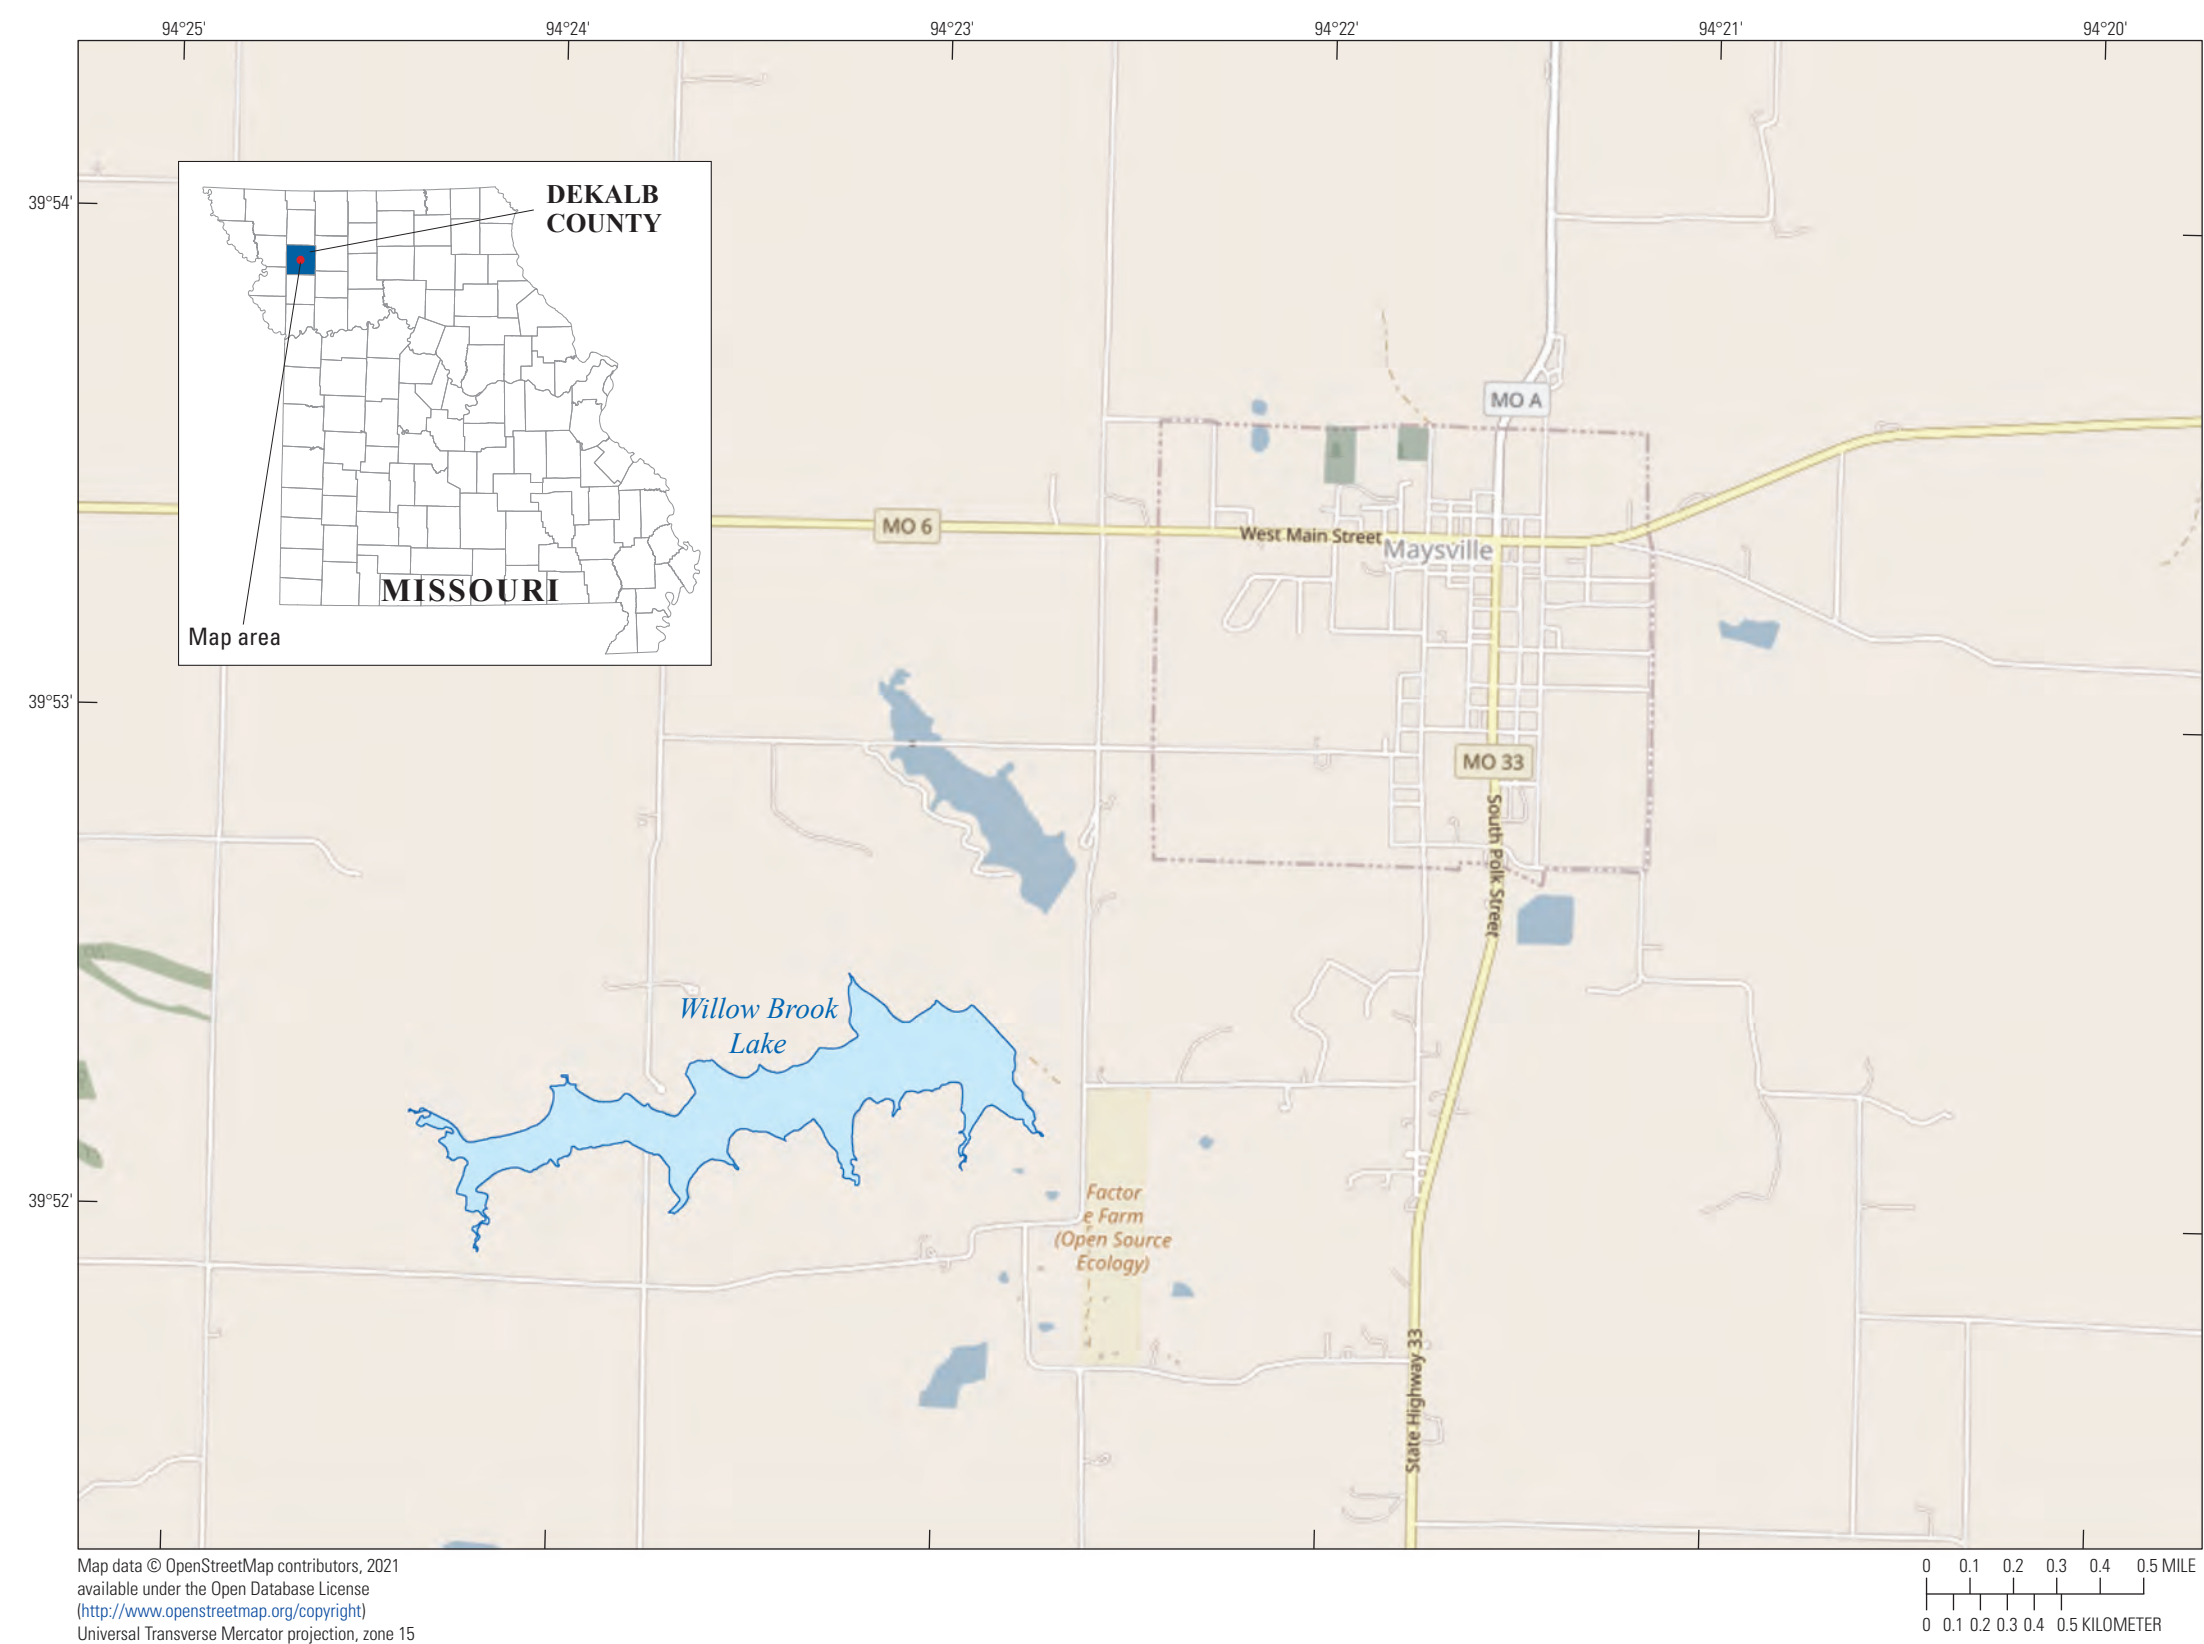 94°25' 94°24' 94°23' 94°22' 94°21' 94°20'
39°54'
39°53'
39°52'
DEKALB
COUNTY
MISSOURI
Map area
MO A
MO 6
West Main Street
Maysville
MO 33
South Polk Street
Willow Brook
Lake
Factor
e Farm
(Open Source
Ecology)
State Highway 33
Map data © OpenStreetMap contributors, 2021
available under the Open Database License
(http://www.openstreetmap.org/copyright)
Universal Transverse Mercator projection, zone 15
0 0.1 0.2 0.3 0.4 0.5 MILE
0 0.1 0.2 0.3 0.4 0.5 KILOMETER